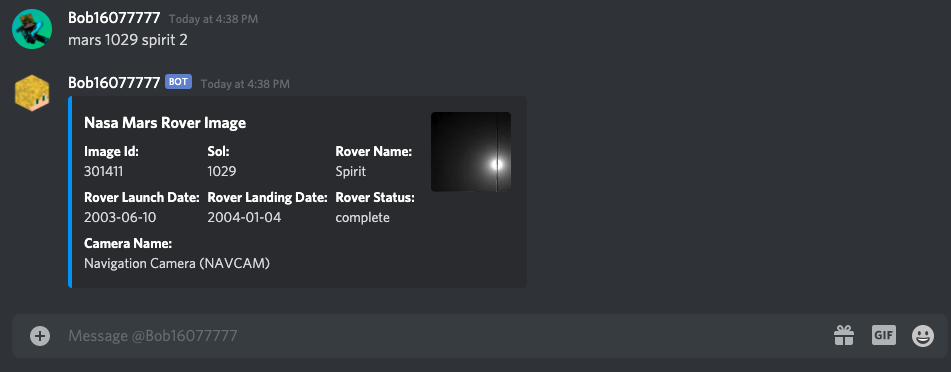 Bob16077777 Today at 4:38 PM
mars 1029 spirit 2
Bob16077777 BOT Today at 4:38 PM
Nasa Mars Rover Image
Image Id: Sol: Rover Name:
301411 1029 Spirit
Rover Launch Date: Rover Landing Date: Rover Status:
2003-06-10 2004-01-04 complete
Camera Name:
Navigation Camera (NAVCAM)
Message @Bob16077777
GIF